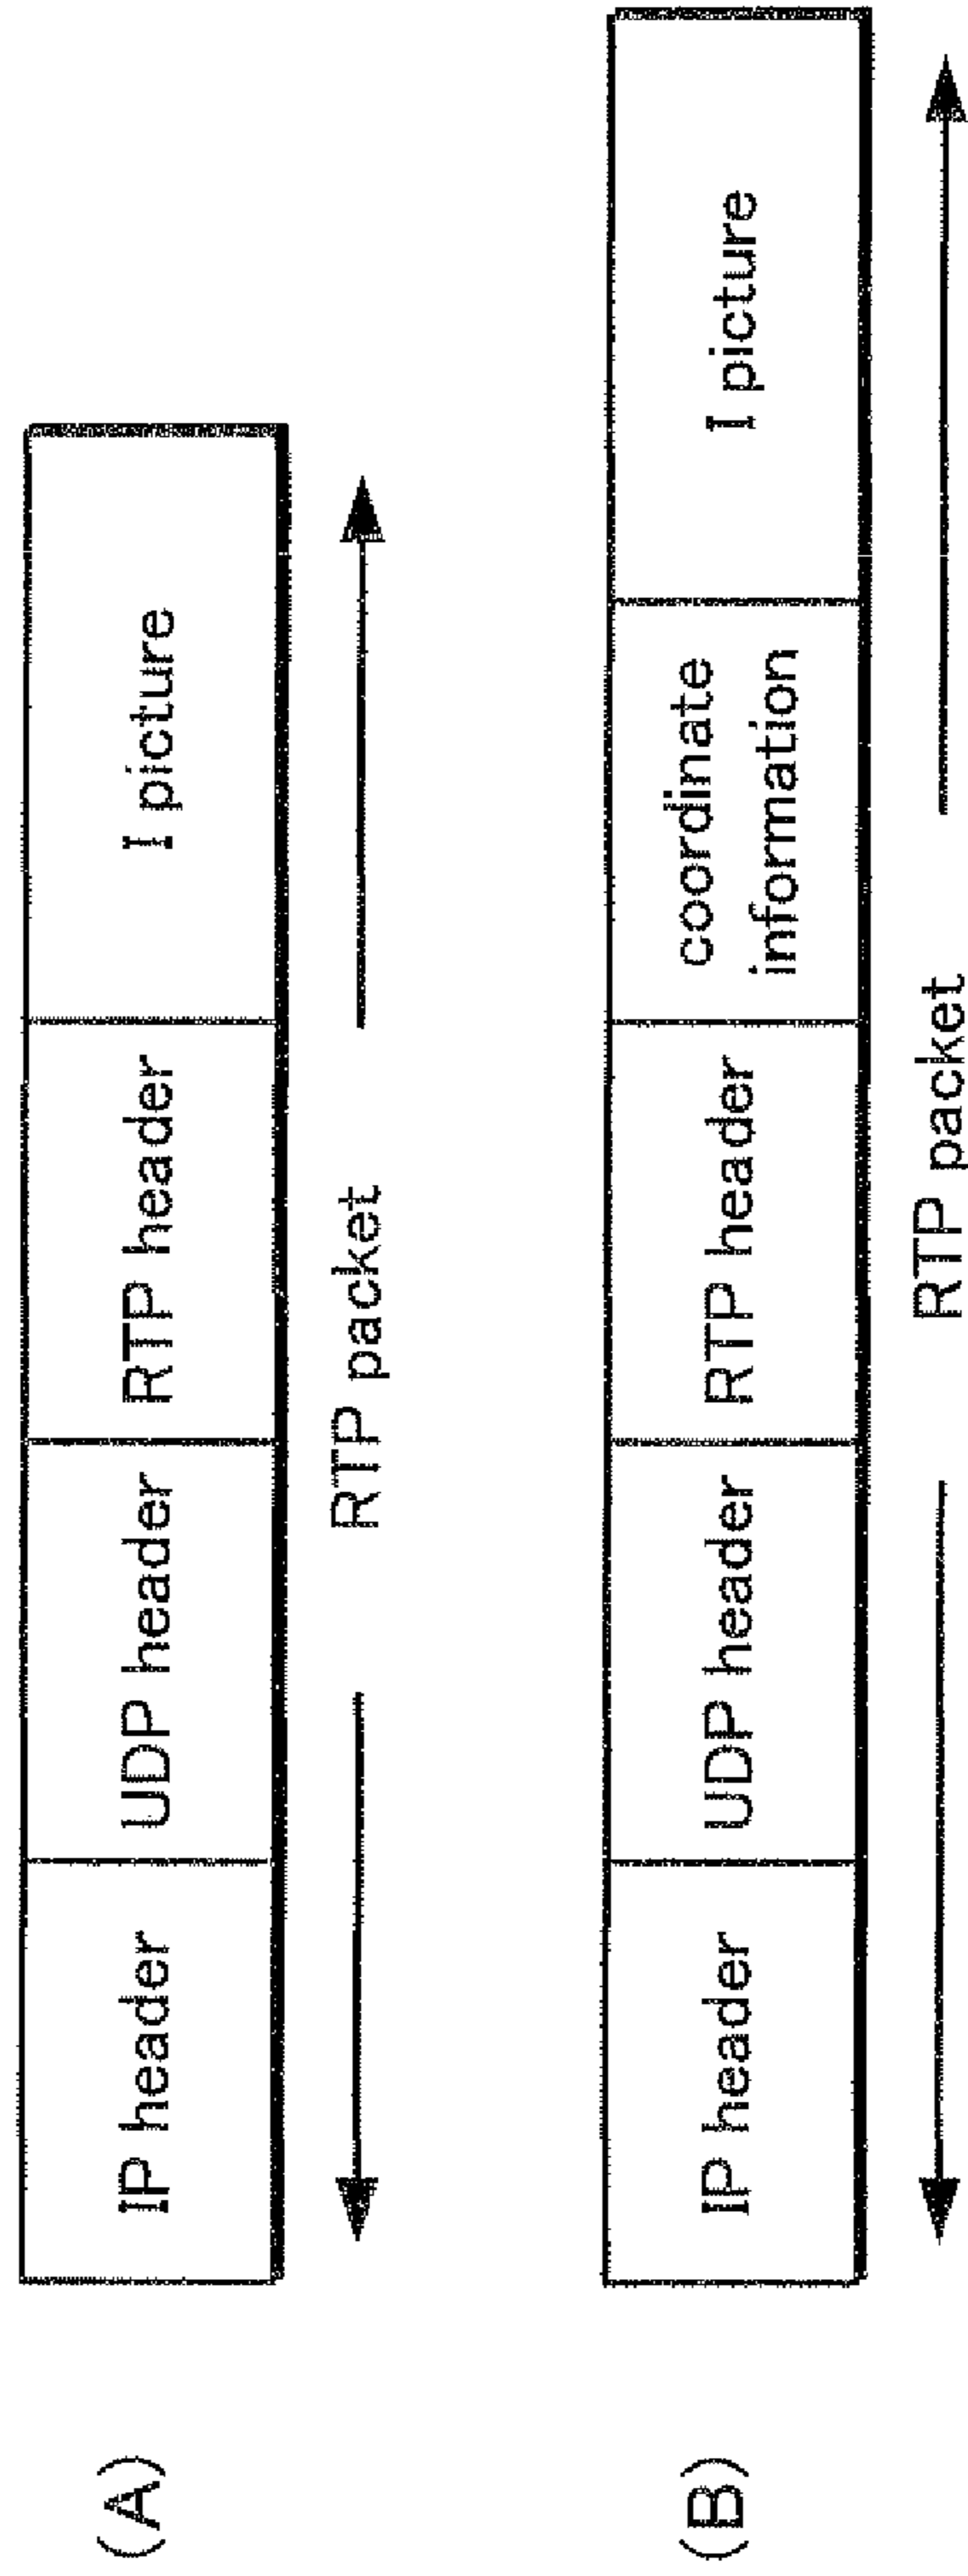 (A)
IP header
UDP header
RTP header
I picture
RTP packet
(B)
IP header
UDP header
RTP header
coordinate
information
I picture
RTP packet